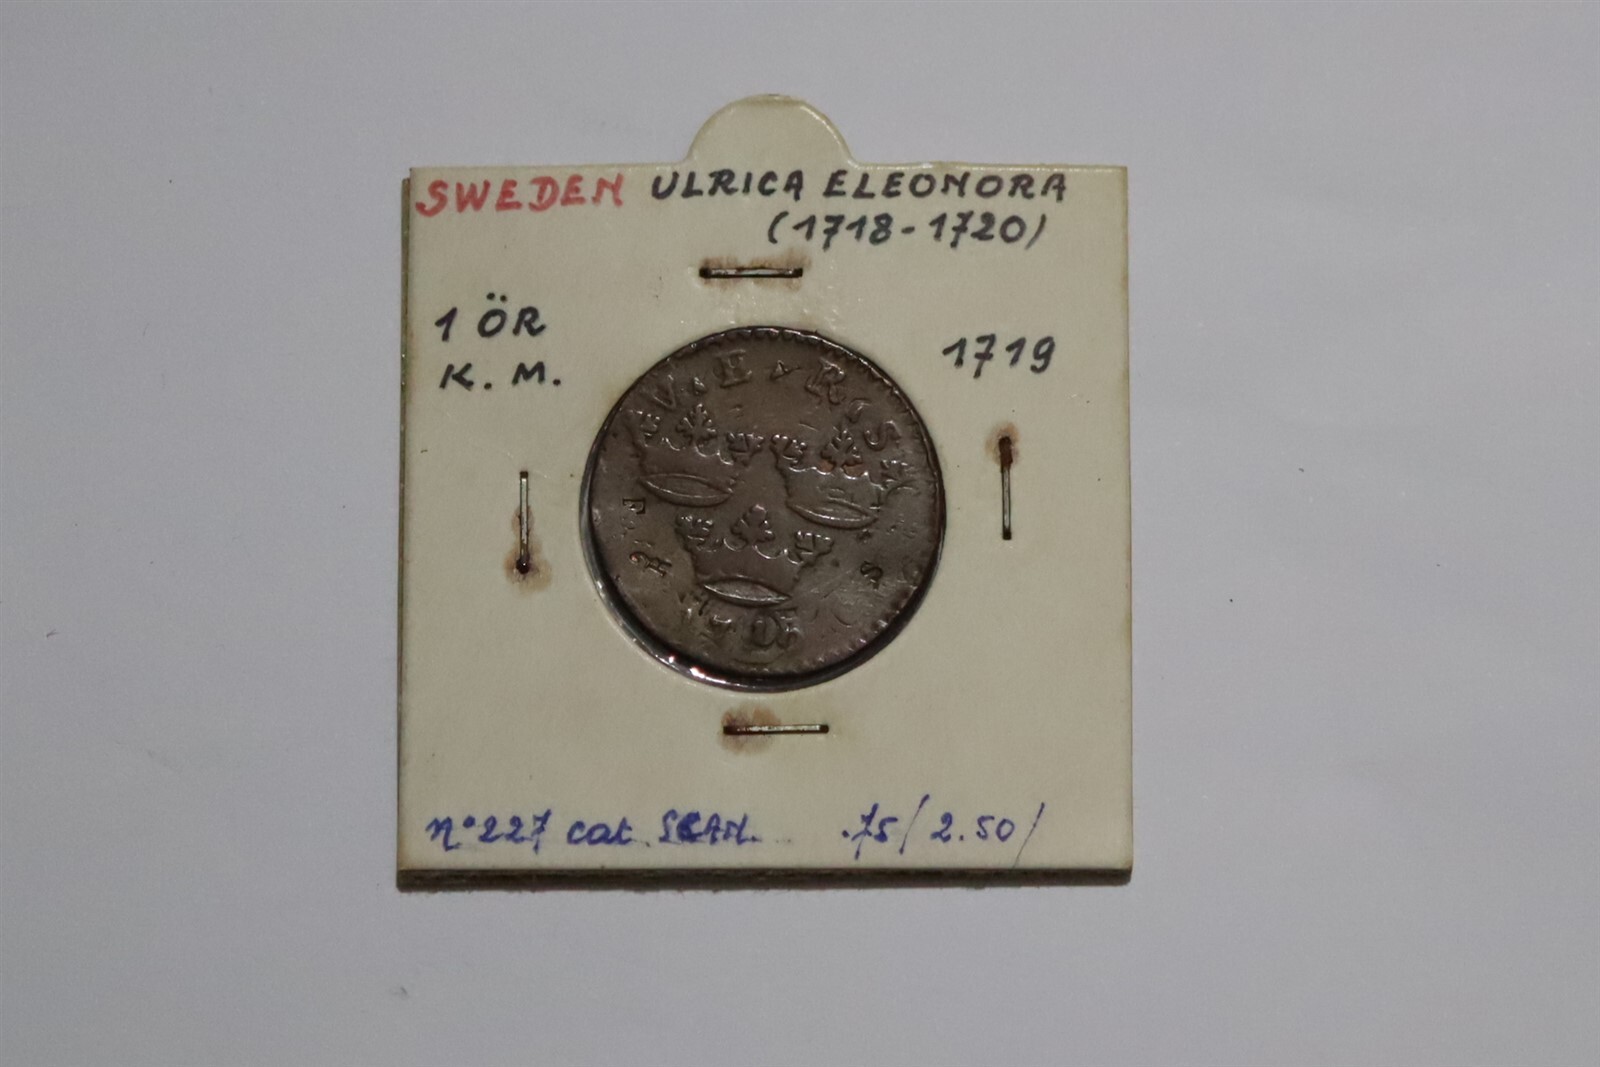 SWEDEN ULRICA ELEONORA
(1718-1720)
1 ÖR
K. M.
1719
V. E. R. S
F.
S
n° 227 cat. SCAN. .75/2.50/